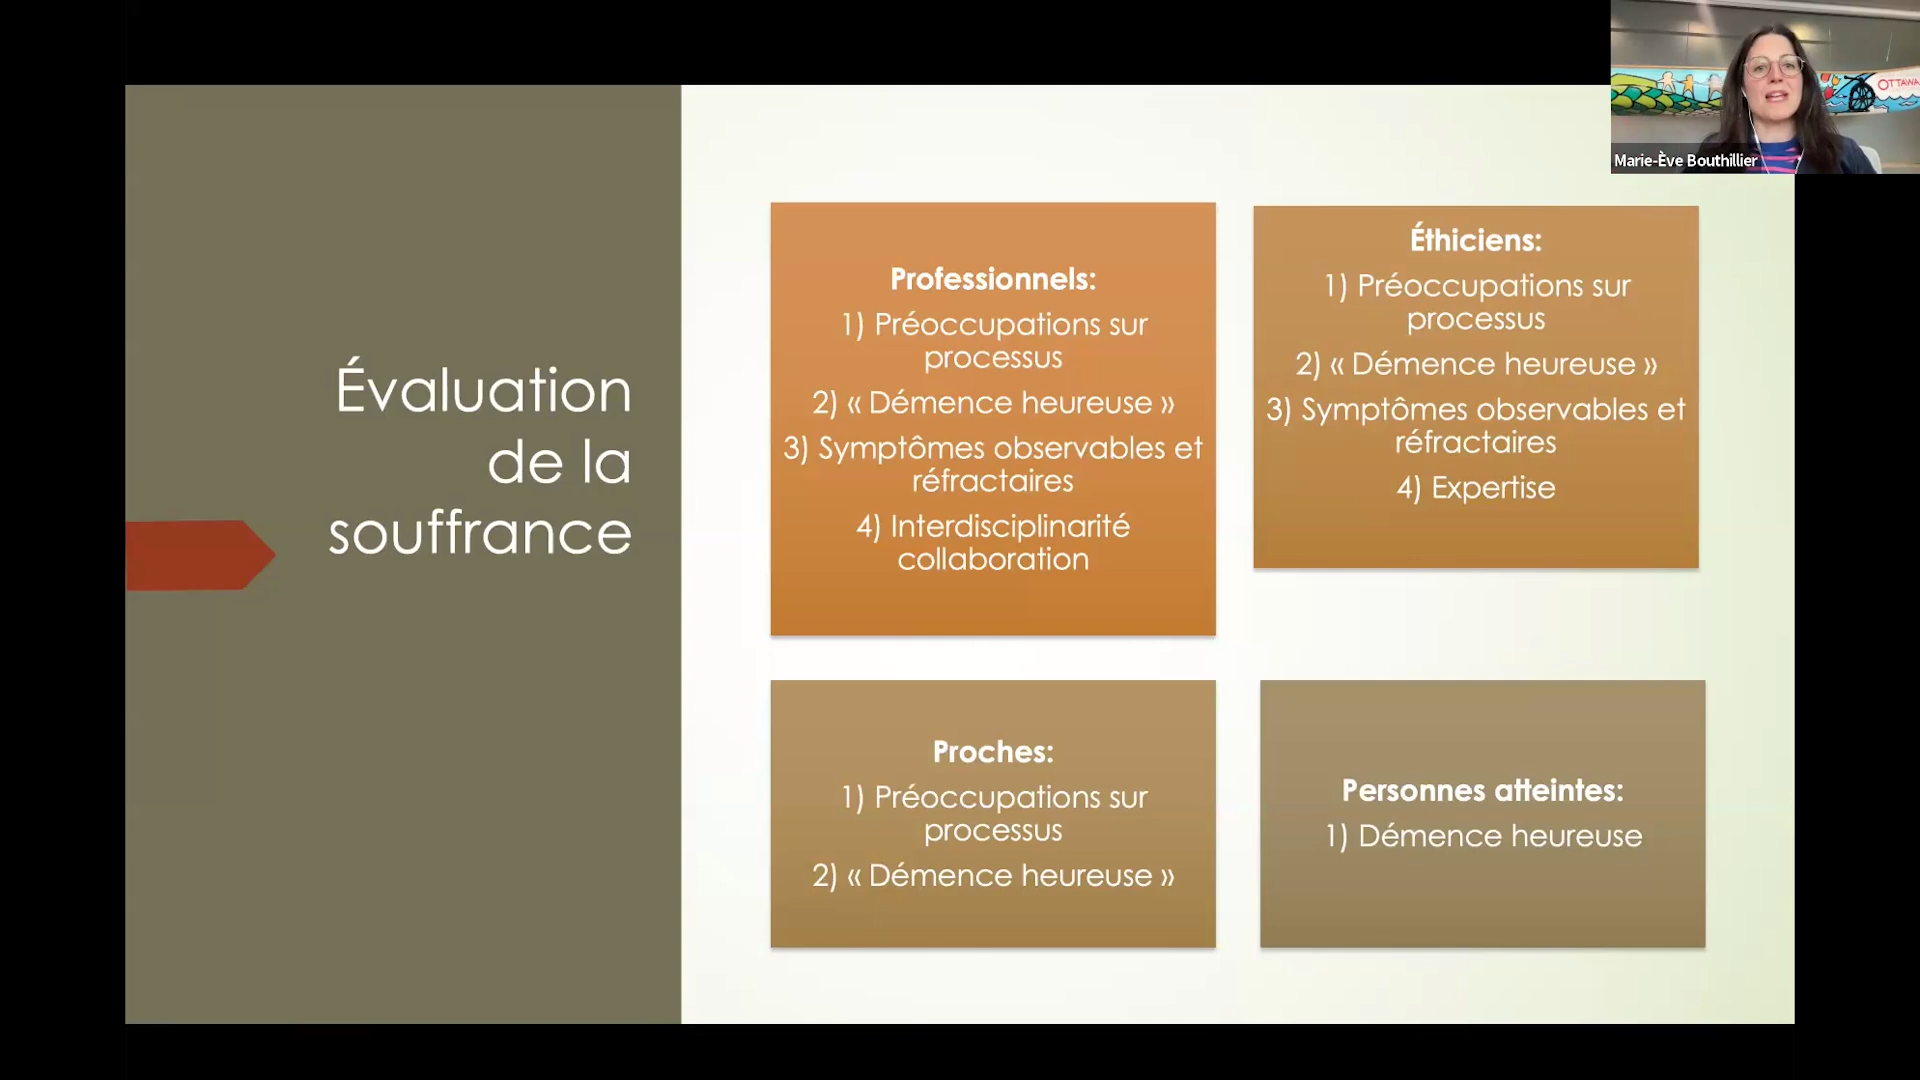 OTTAWA
Marie-Ève Bouthillier
Évaluation
de la
souffrance
Professionnels:
1) Préoccupations sur
processus
2) « Démence heureuse »
3) Symptômes observables et
réfractaires
4) Interdisciplinarité
collaboration
Éthiciens:
1) Préoccupations sur
processus
2) « Démence heureuse »
3) Symptômes observables et
réfractaires
4) Expertise
Proches:
1) Préoccupations sur
processus
2) « Démence heureuse »
Personnes atteintes:
1) Démence heureuse